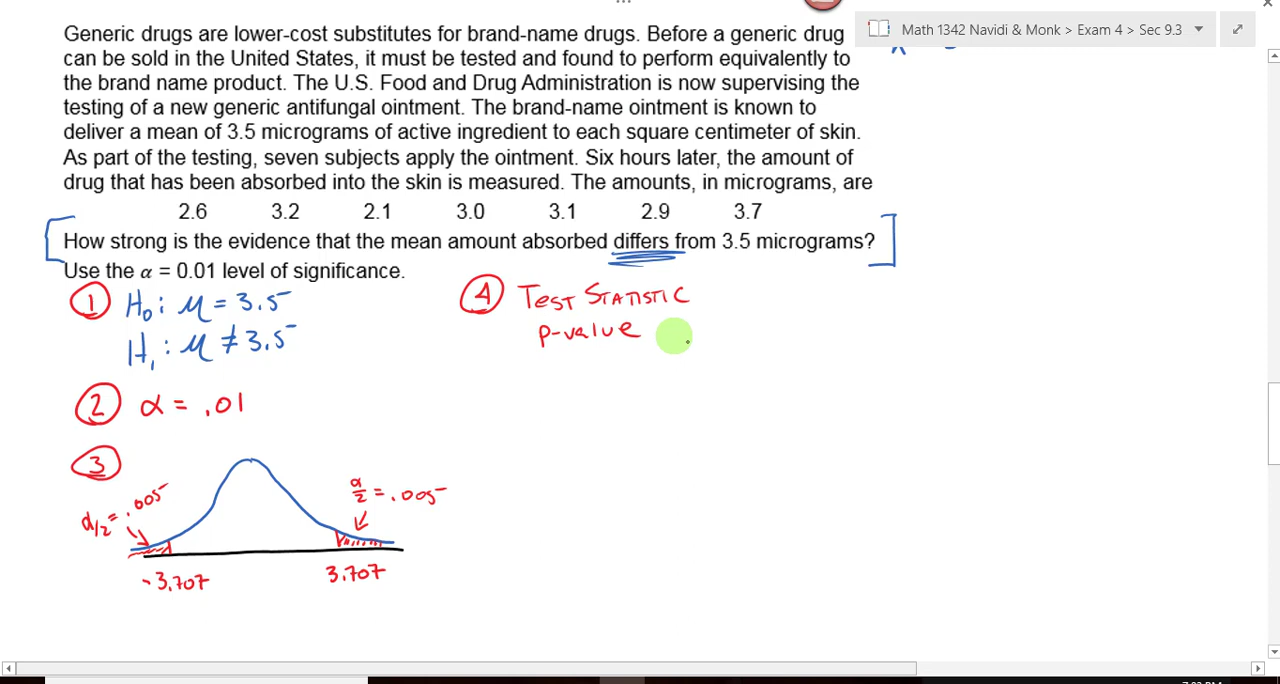 Math 1342 Navidi & Monk > Exam 4 > Sec 9.3
Generic drugs are lower-cost substitutes for brand-name drugs. Before a generic drug
can be sold in the United States, it must be tested and found to perform equivalently to
the brand name product. The U.S. Food and Drug Administration is now supervising the
testing of a new generic antifungal ointment. The brand-name ointment is known to
deliver a mean of 3.5 micrograms of active ingredient to each square centimeter of skin.
As part of the testing, seven subjects apply the ointment. Six hours later, the amount of
drug that has been absorbed into the skin is measured. The amounts, in micrograms, are
2.6 3.2 2.1 3.0 3.1 2.9 3.7
How strong is the evidence that the mean amount absorbed differs from 3.5 micrograms?
Use the α = 0.01 level of significance.
① H₀: μ = 3.5
H₁: μ ≠ 3.5
② α = .01
③
α/2 = .005
α/2 = .005
-3.707 3.707
④ TEST STATISTIC
p-value